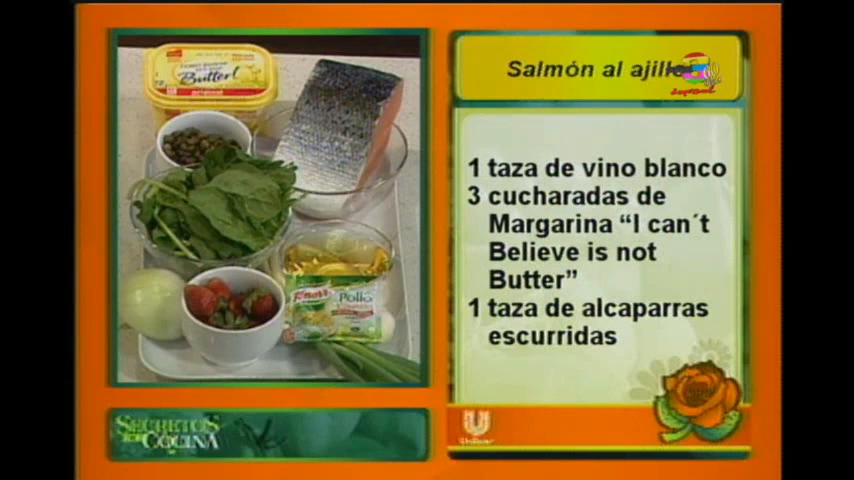 Salmón al ajillo
1 taza de vino blanco
3 cucharadas de
Margarina “I can´t
Believe is not
Butter”
1 taza de alcaparras
escurridas
Butter!
Knorr
Pollo
SECRETOS
DE COCINA
Unilever